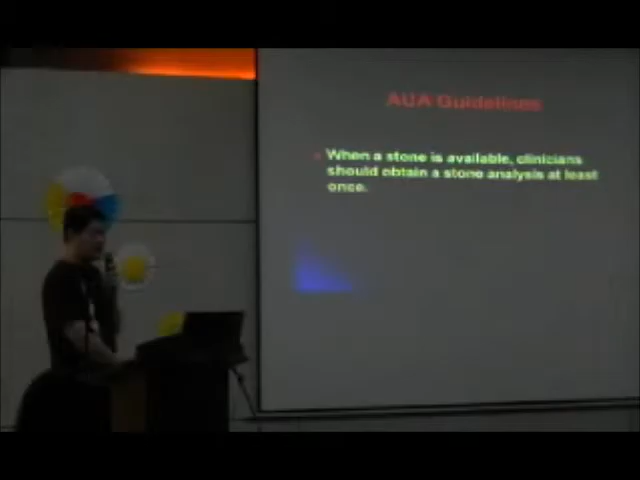 AUA Guidelines
When a stone is available, clinicians
should obtain a stone analysis at least
once.